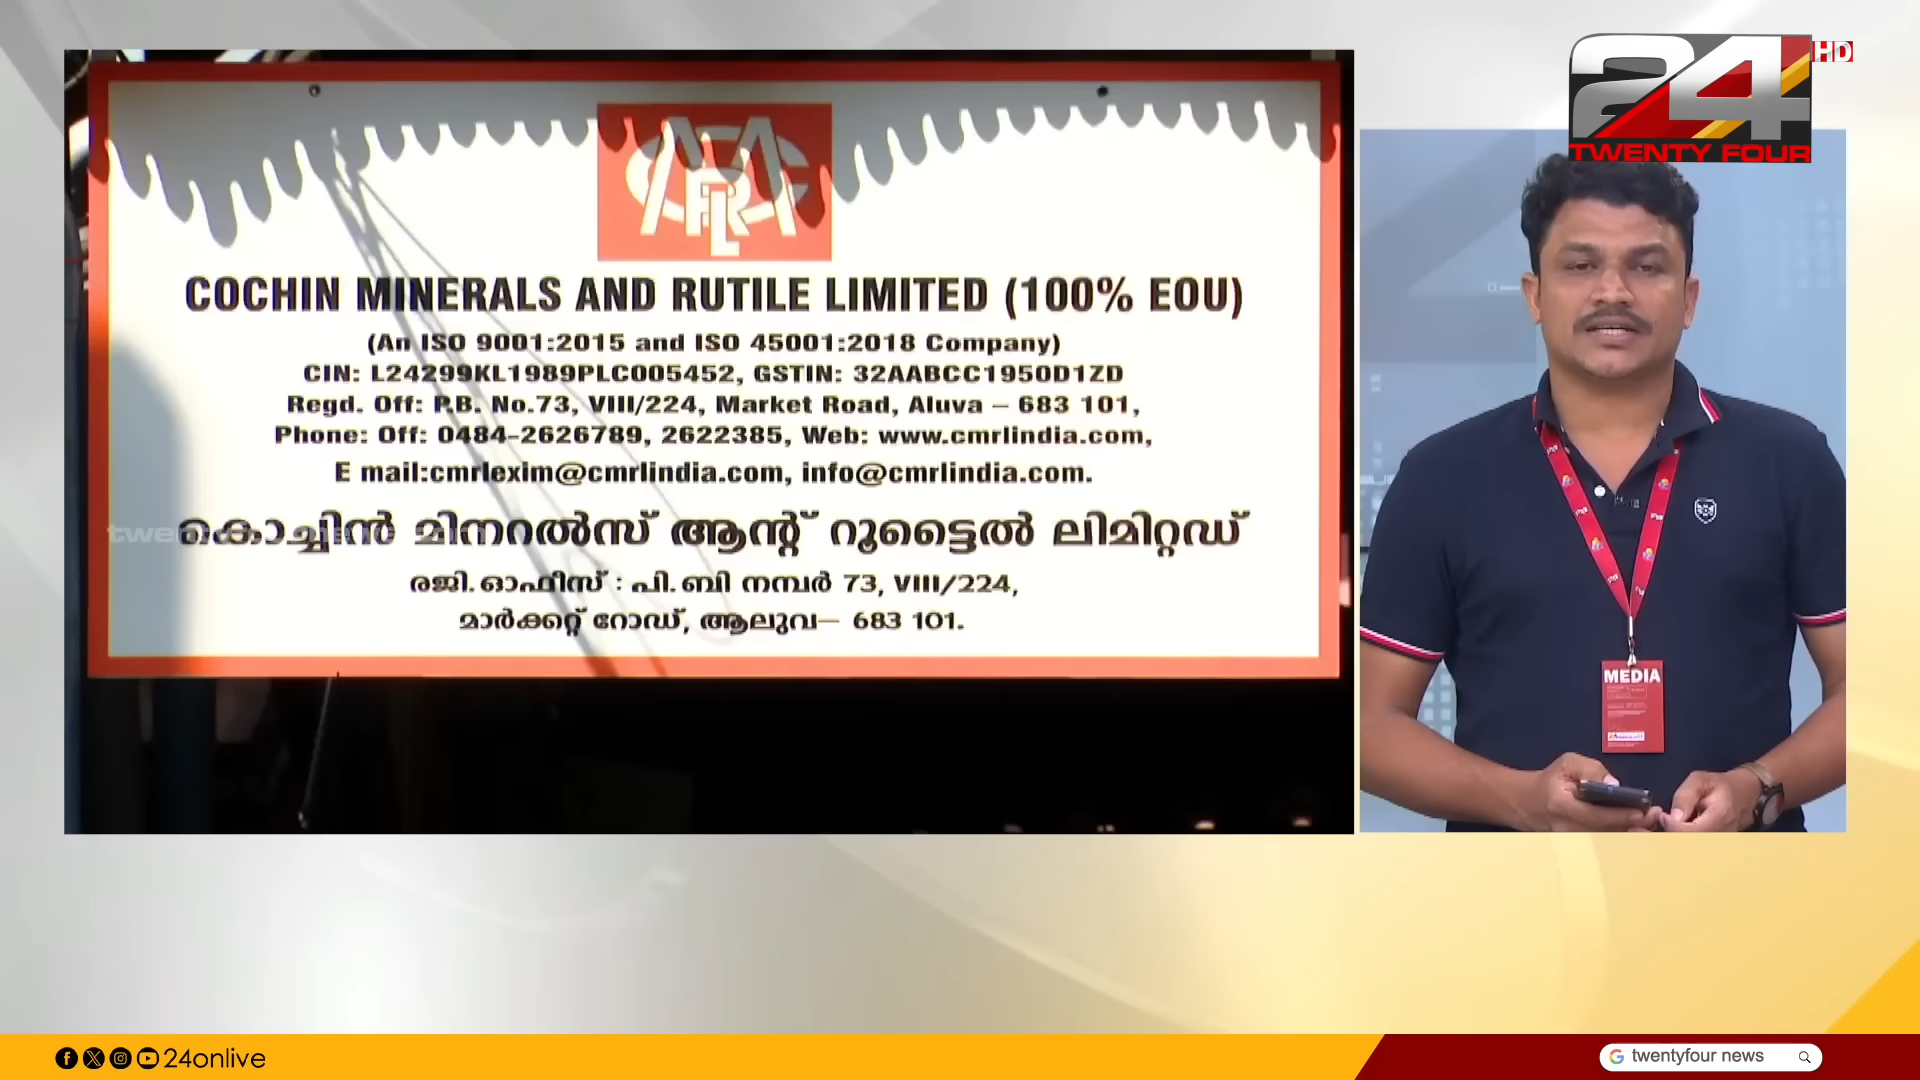 24 HD
TWENTY FOUR
CMRL
COCHIN MINERALS AND RUTILE LIMITED (100% EOU)
(An ISO 9001:2015 and ISO 45001:2018 Company)
CIN: L24299KL1989PLC005452, GSTIN: 32AABCC1950D1ZD
Regd. Off: P.B. No.73, VIII/224, Market Road, Aluva – 683 101,
Phone: Off: 0484-2626789, 2622385, Web: www.cmrlindia.com,
E mail:cmrlexim@cmrlindia.com, info@cmrlindia.com.
കൊച്ചിൻ മിനറൽസ് ആന്റ് റൂട്ടൈൽ ലിമിറ്റഡ്
രജി. ഓഫീസ് : പി. ബി നമ്പർ 73, VIII/224,
മാർക്കറ്റ് റോഡ്, ആലുവ– 683 101.
MEDIA
24onlive
twentyfour news